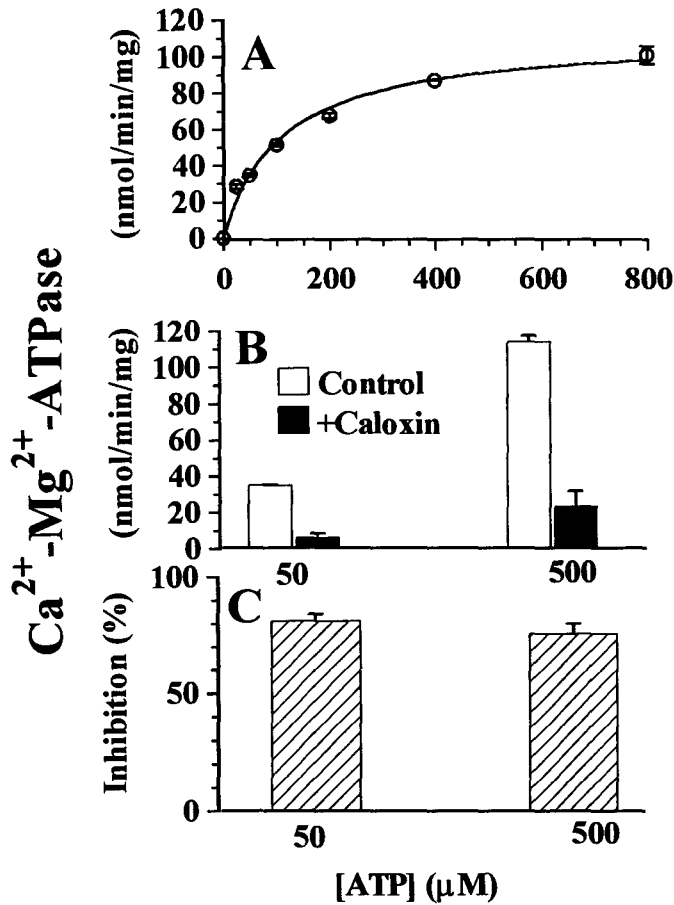 Ca²⁺-Mg²⁺-ATPase
(nmol/min/mg)
A
120
100
80
60
40
20
0
0 200 400 600 800
(nmol/min/mg)
B
120
100
80
60
40
20
0
Control
+Caloxin
50 500
Inhibition (%)
C
100
50
0
50 500
[ATP] (μM)